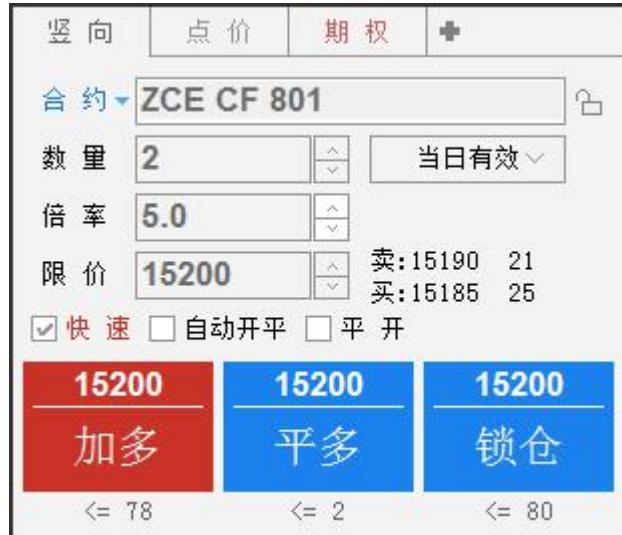 竖向 点价 期权
合约 ZCE CF 801
数量 2 当日有效
倍率 5.0
限价 15200 卖:15190 21
买:15185 25
快速 自动开平 平开
15200 15200 15200
加多 平多 锁仓
<= 78 <= 2 <= 80